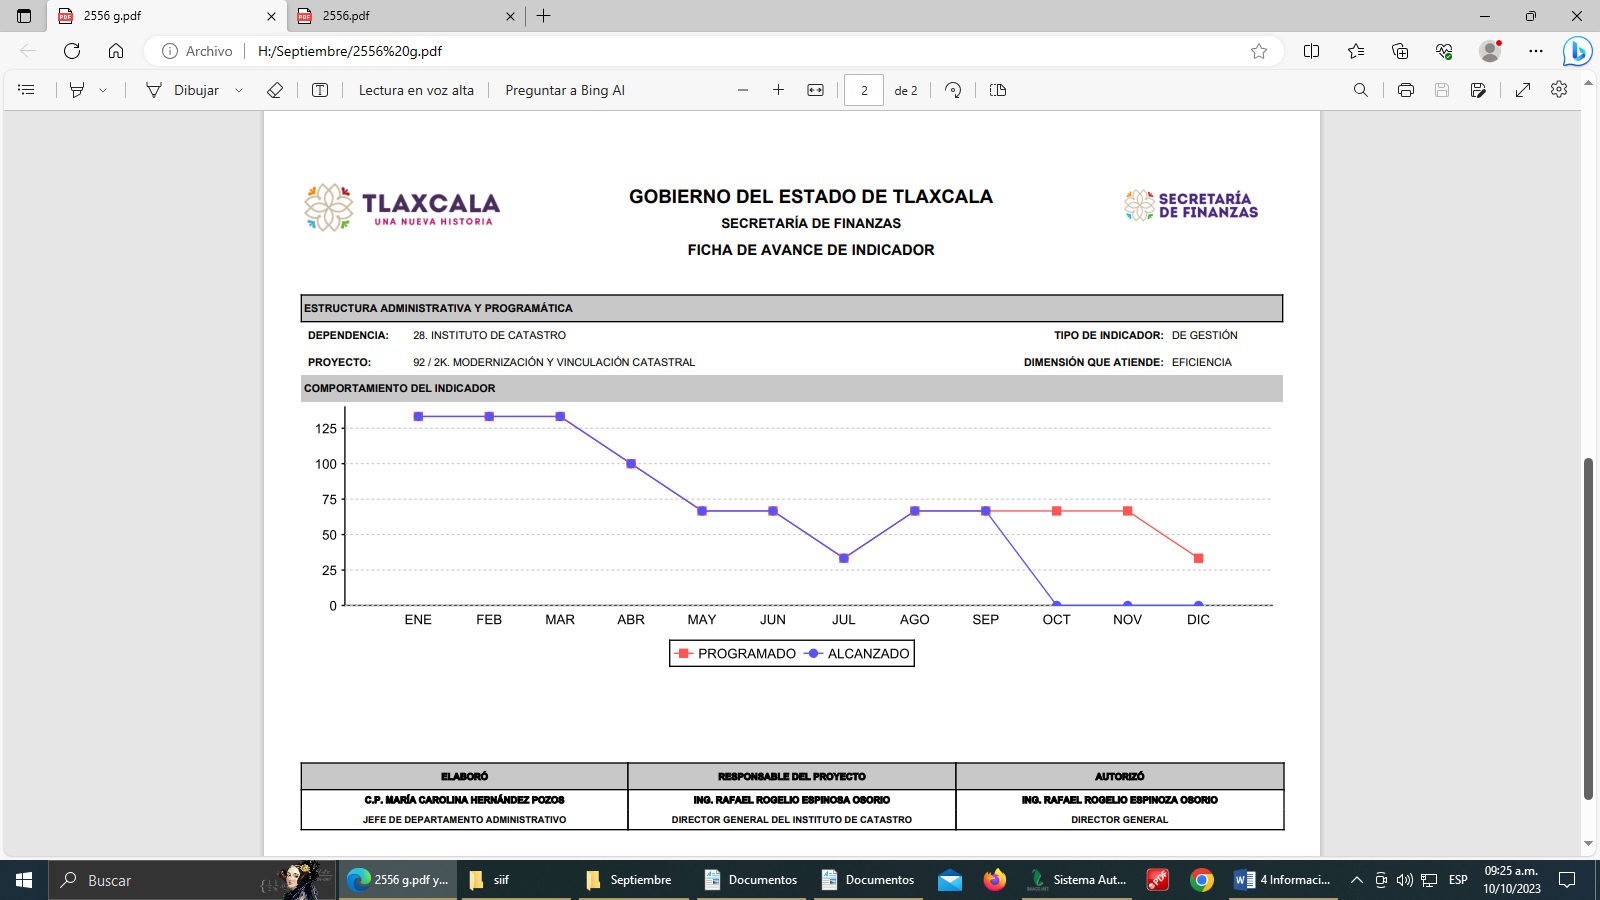 2556 g.pdf
2556.pdf
Archivo
H:/Septiembre/2556%20g.pdf
Dibujar
Lectura en voz alta
Preguntar a Bing AI
2
de 2
TLAXCALA
UNA NUEVA HISTORIA
GOBIERNO DEL ESTADO DE TLAXCALA
SECRETARÍA DE FINANZAS
FICHA DE AVANCE DE INDICADOR
SECRETARÍA
DE FINANZAS
ESTRUCTURA ADMINISTRATIVA Y PROGRAMÁTICA
DEPENDENCIA: 28. INSTITUTO DE CATASTRO TIPO DE INDICADOR: DE GESTIÓN
PROYECTO: 92 / 2K. MODERNIZACIÓN Y VINCULACIÓN CATASTRAL DIMENSIÓN QUE ATIENDE: EFICIENCIA
COMPORTAMIENTO DEL INDICADOR
125
100
75
50
25
0
ENE FEB MAR ABR MAY JUN JUL AGO SEP OCT NOV DIC
PROGRAMADO ALCANZADO
ELABORÓ RESPONSABLE DEL PROYECTO AUTORIZÓ
C.P. MARÍA CAROLINA HERNÁNDEZ POZOS ING. RAFAEL ROGELIO ESPINOSA OSORIO ING. RAFAEL ROGELIO ESPINOZA OSORIO
JEFE DE DEPARTAMENTO ADMINISTRATIVO DIRECTOR GENERAL DEL INSTITUTO DE CATASTRO DIRECTOR GENERAL
Buscar
2556 g.pdf y...
siif
Septiembre
Documentos
Documentos
Sistema Aut...
4 Informaci...
ESP
09:25 a.m.
10/10/2023